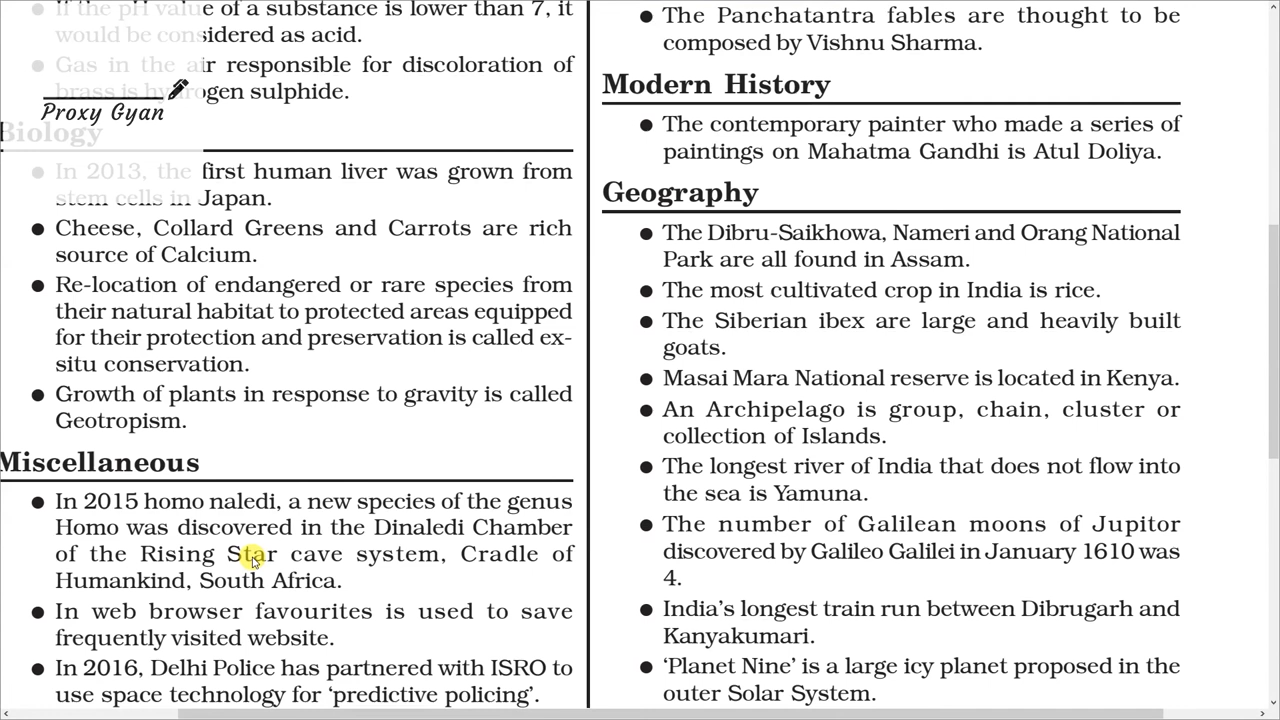 If the pH value of a substance is lower than 7, it
would be considered as acid.
● Gas in the air responsible for discoloration of
brass is hydrogen sulphide.
Proxy Gyan
Biology
● In 2013, the first human liver was grown from
stem cells in Japan.
● Cheese, Collard Greens and Carrots are rich
source of Calcium.
● Re-location of endangered or rare species from
their natural habitat to protected areas equipped
for their protection and preservation is called ex-
situ conservation.
● Growth of plants in response to gravity is called
Geotropism.
Miscellaneous
● In 2015 homo naledi, a new species of the genus
Homo was discovered in the Dinaledi Chamber
of the Rising Star cave system, Cradle of
Humankind, South Africa.
● In web browser favourites is used to save
frequently visited website.
● In 2016, Delhi Police has partnered with ISRO to
use space technology for ‘predictive policing’.
● The Panchatantra fables are thought to be
composed by Vishnu Sharma.
Modern History
● The contemporary painter who made a series of
paintings on Mahatma Gandhi is Atul Doliya.
Geography
● The Dibru-Saikhowa, Nameri and Orang National
Park are all found in Assam.
● The most cultivated crop in India is rice.
● The Siberian ibex are large and heavily built
goats.
● Masai Mara National reserve is located in Kenya.
● An Archipelago is group, chain, cluster or
collection of Islands.
● The longest river of India that does not flow into
the sea is Yamuna.
● The number of Galilean moons of Jupitor
discovered by Galileo Galilei in January 1610 was
4.
● India’s longest train run between Dibrugarh and
Kanyakumari.
● ‘Planet Nine’ is a large icy planet proposed in the
outer Solar System.